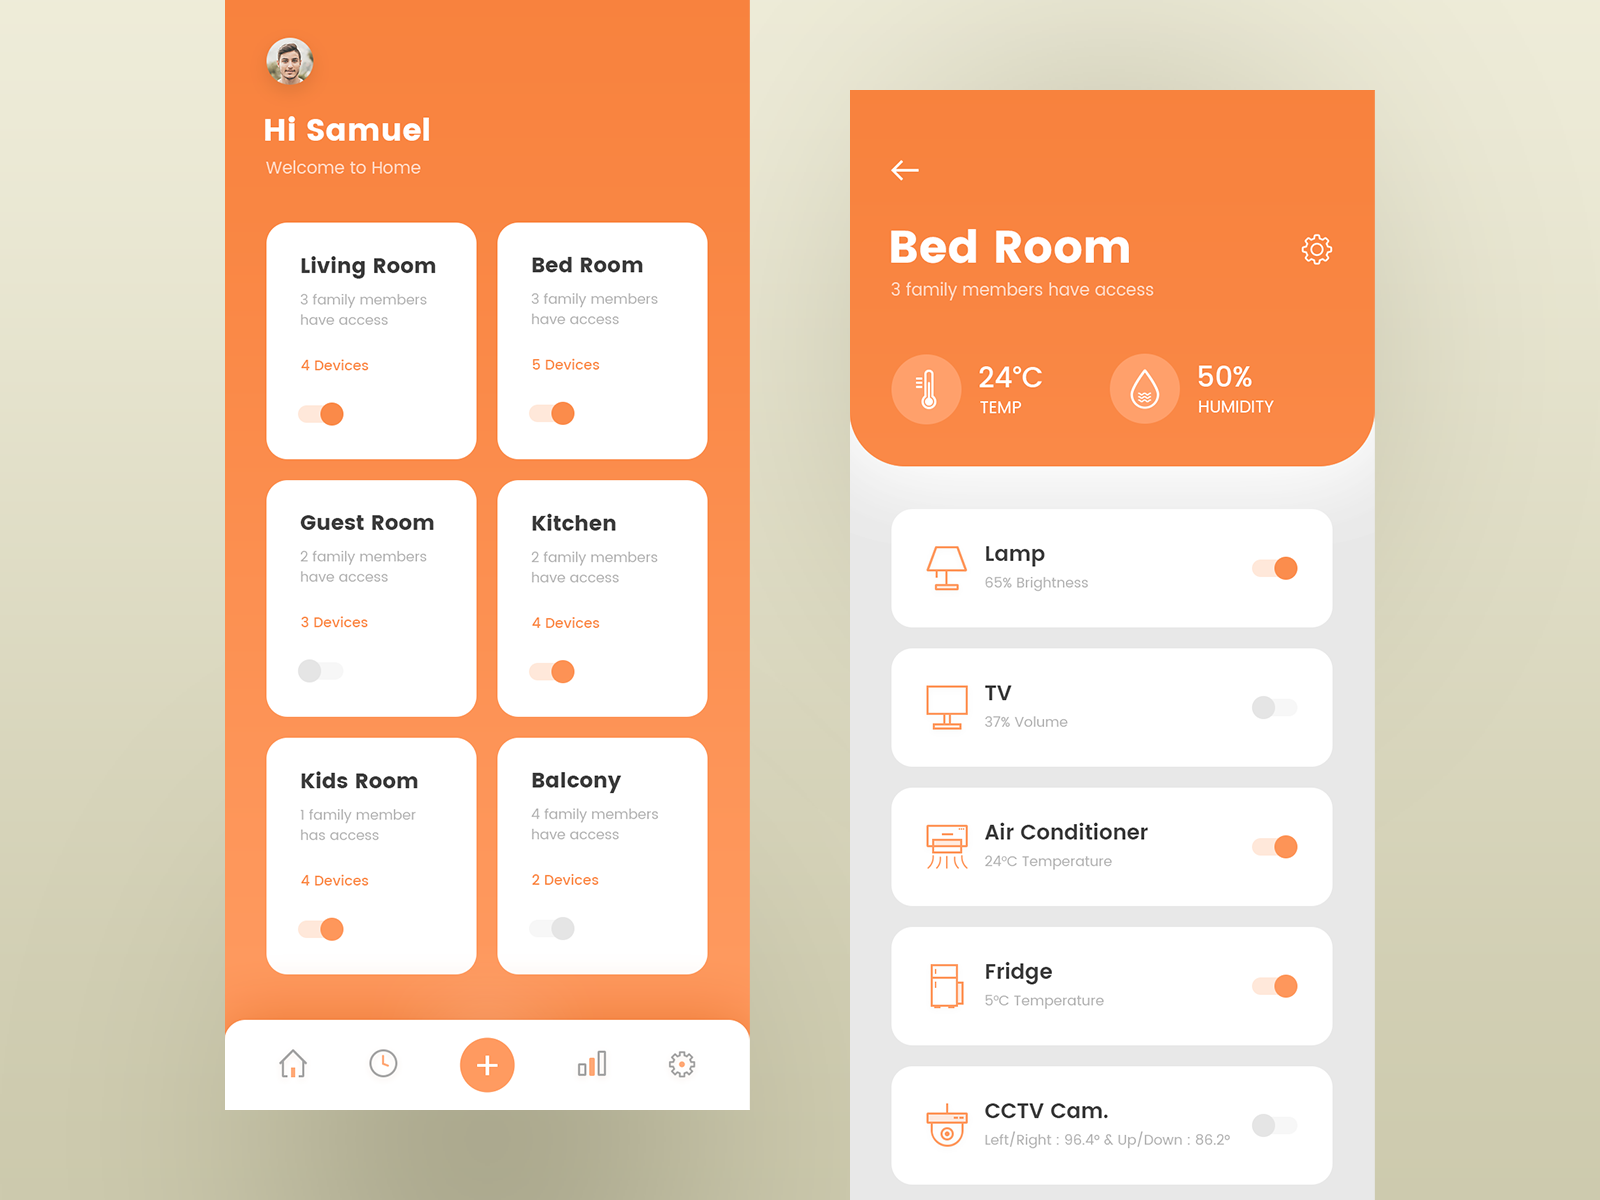 Hi Samuel
Welcome to Home
Living Room
3 family members
have access
4 Devices
Bed Room
3 family members
have access
5 Devices
Guest Room
2 family members
have access
3 Devices
Kitchen
2 family members
have access
4 Devices
Kids Room
1 family member
has access
4 Devices
Balcony
4 family members
have access
2 Devices
Bed Room
3 family members have access
24°C
TEMP
50%
HUMIDITY
Lamp
65% Brightness
TV
37% Volume
Air Conditioner
24°C Temperature
Fridge
5°C Temperature
CCTV Cam.
Left/Right : 96.4° & Up/Down : 86.2°